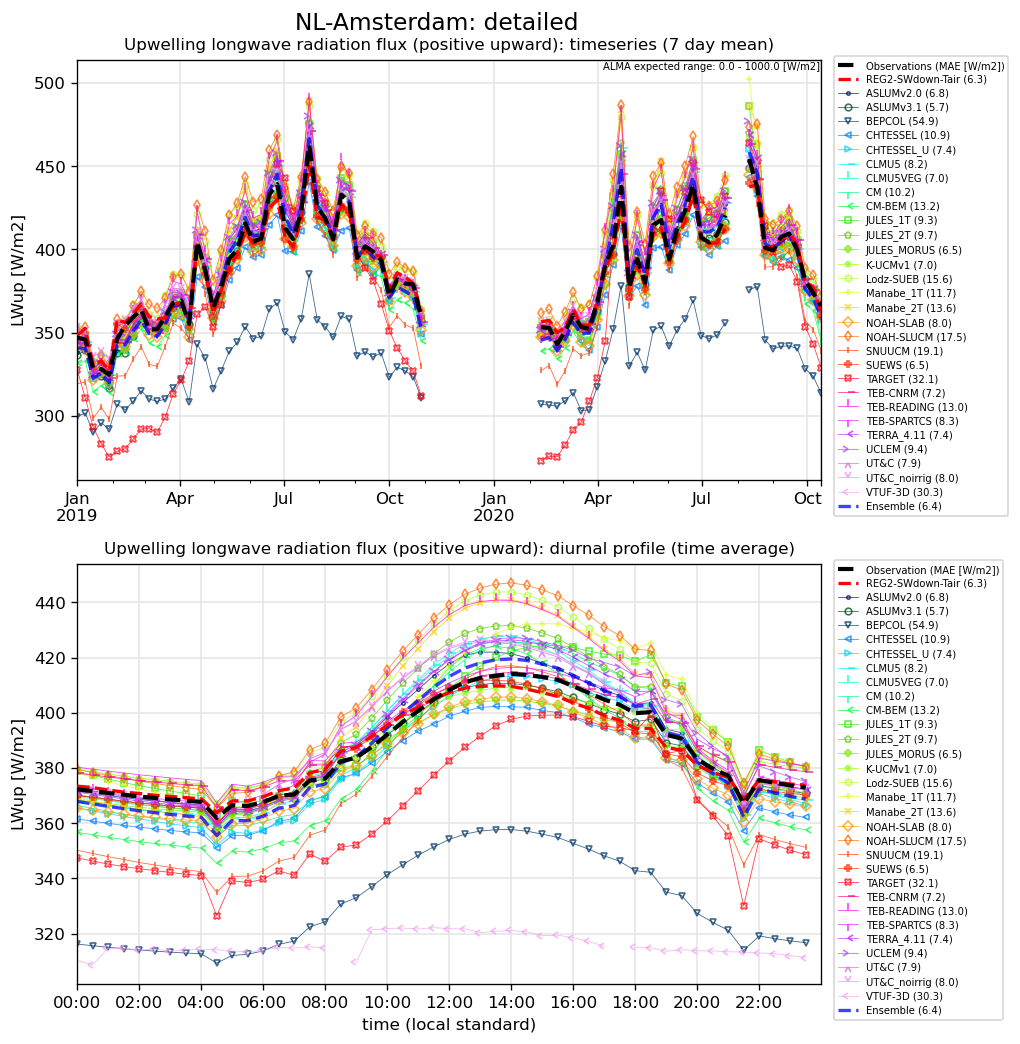 NL-Amsterdam: detailed
Upwelling longwave radiation flux (positive upward): timeseries (7 day mean)
ALMA expected range: 0.0 - 1000.0 [W/m2]
LWup [W/m2]
500
450
400
350
300
Jan
2019
Apr
Jul
Oct
Jan
2020
Apr
Jul
Oct
Observations (MAE [W/m2])
REG2-SWdown-Tair (6.3)
ASLUMv2.0 (6.8)
ASLUMv3.1 (5.7)
BEPCOL (54.9)
CHTESSEL (10.9)
CHTESSEL_U (7.4)
CLMU5 (8.2)
CLMU5VEG (7.0)
CM (10.2)
CM-BEM (13.2)
JULES_1T (9.3)
JULES_2T (9.7)
JULES_MORUS (6.5)
K-UCMv1 (7.0)
Lodz-SUEB (15.6)
Manabe_1T (11.7)
Manabe_2T (13.6)
NOAH-SLAB (8.0)
NOAH-SLUCM (17.5)
SNUUCM (19.1)
SUEWS (6.5)
TARGET (32.1)
TEB-CNRM (7.2)
TEB-READING (13.0)
TEB-SPARTCS (8.3)
TERRA_4.11 (7.4)
UCLEM (9.4)
UT&C (7.9)
UT&C_noirrig (8.0)
VTUF-3D (30.3)
Ensemble (6.4)
Upwelling longwave radiation flux (positive upward): diurnal profile (time average)
LWup [W/m2]
440
420
400
380
360
340
320
00:00
02:00
04:00
06:00
08:00
10:00
12:00
14:00
16:00
18:00
20:00
22:00
time (local standard)
Observation (MAE [W/m2])
REG2-SWdown-Tair (6.3)
ASLUMv2.0 (6.8)
ASLUMv3.1 (5.7)
BEPCOL (54.9)
CHTESSEL (10.9)
CHTESSEL_U (7.4)
CLMU5 (8.2)
CLMU5VEG (7.0)
CM (10.2)
CM-BEM (13.2)
JULES_1T (9.3)
JULES_2T (9.7)
JULES_MORUS (6.5)
K-UCMv1 (7.0)
Lodz-SUEB (15.6)
Manabe_1T (11.7)
Manabe_2T (13.6)
NOAH-SLAB (8.0)
NOAH-SLUCM (17.5)
SNUUCM (19.1)
SUEWS (6.5)
TARGET (32.1)
TEB-CNRM (7.2)
TEB-READING (13.0)
TEB-SPARTCS (8.3)
TERRA_4.11 (7.4)
UCLEM (9.4)
UT&C (7.9)
UT&C_noirrig (8.0)
VTUF-3D (30.3)
Ensemble (6.4)